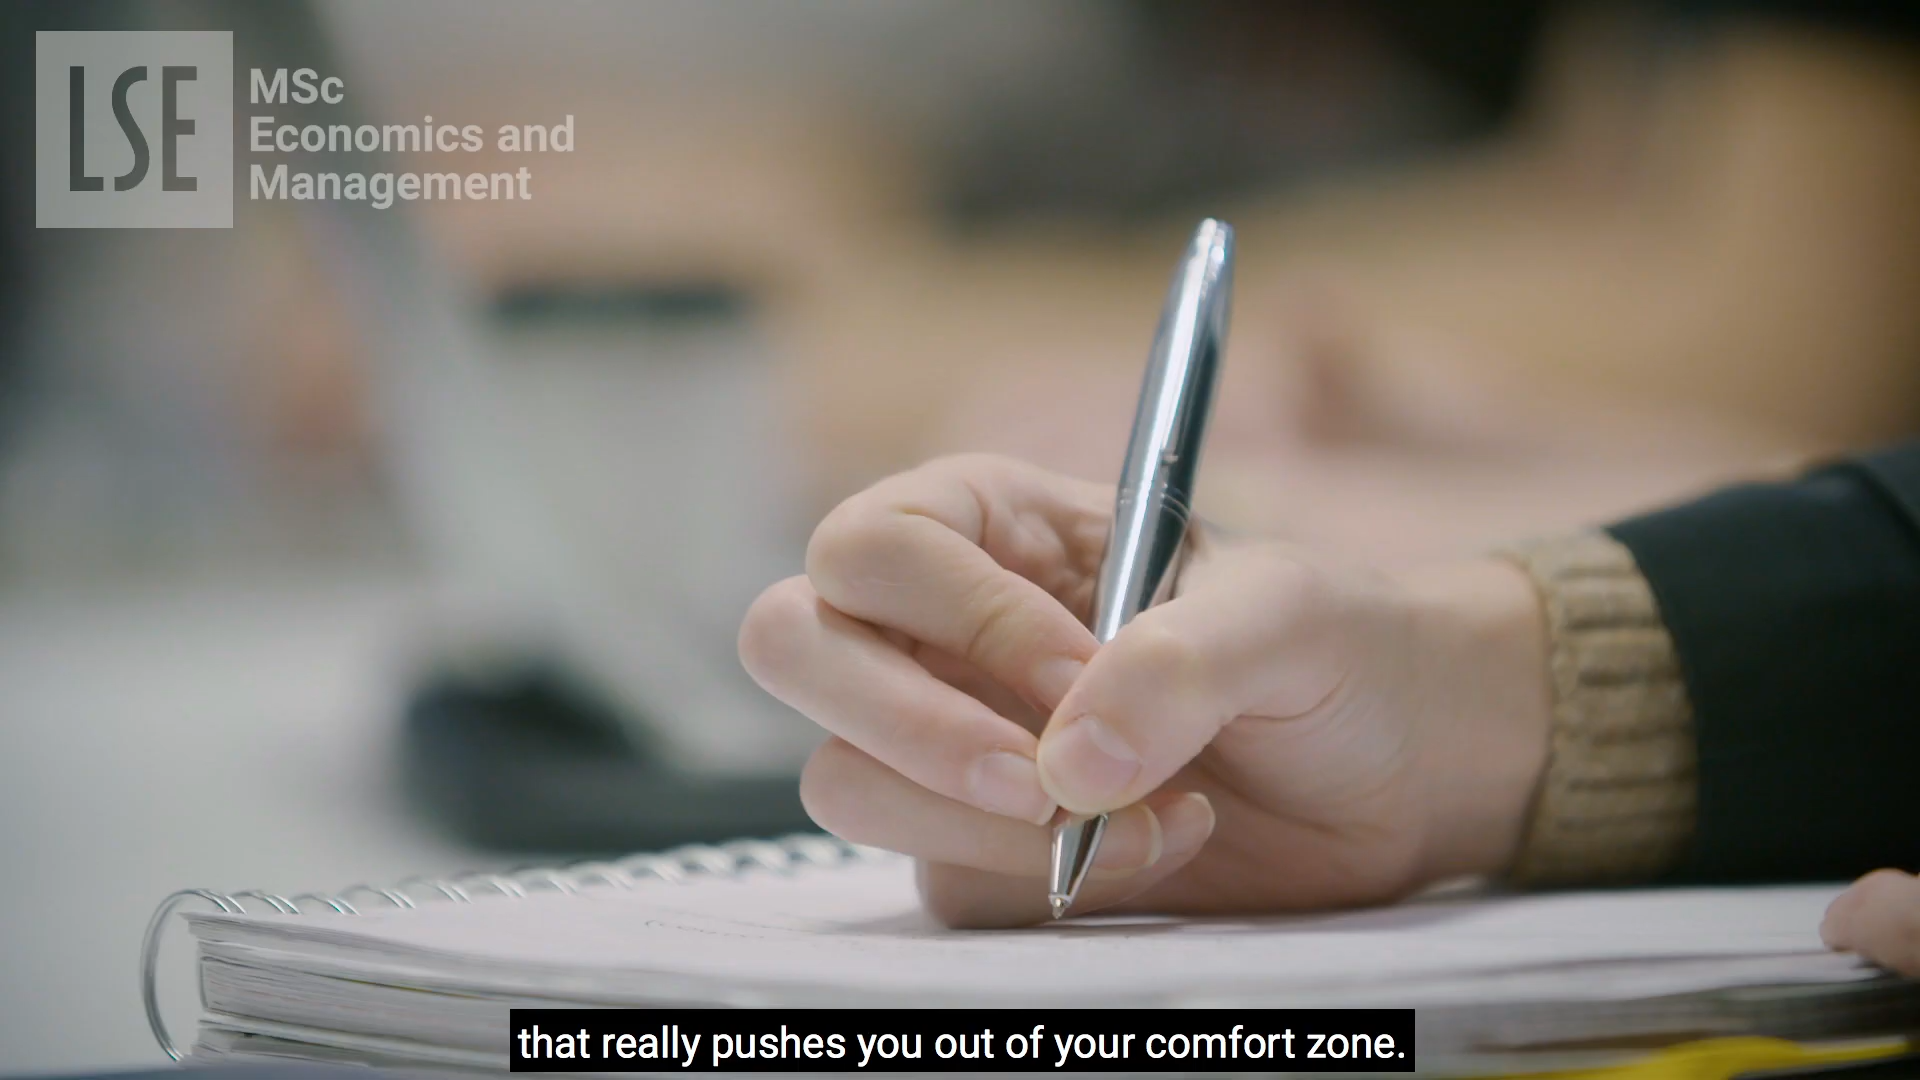 LSE
MSc
Economics and
Management
that really pushes you out of your comfort zone.